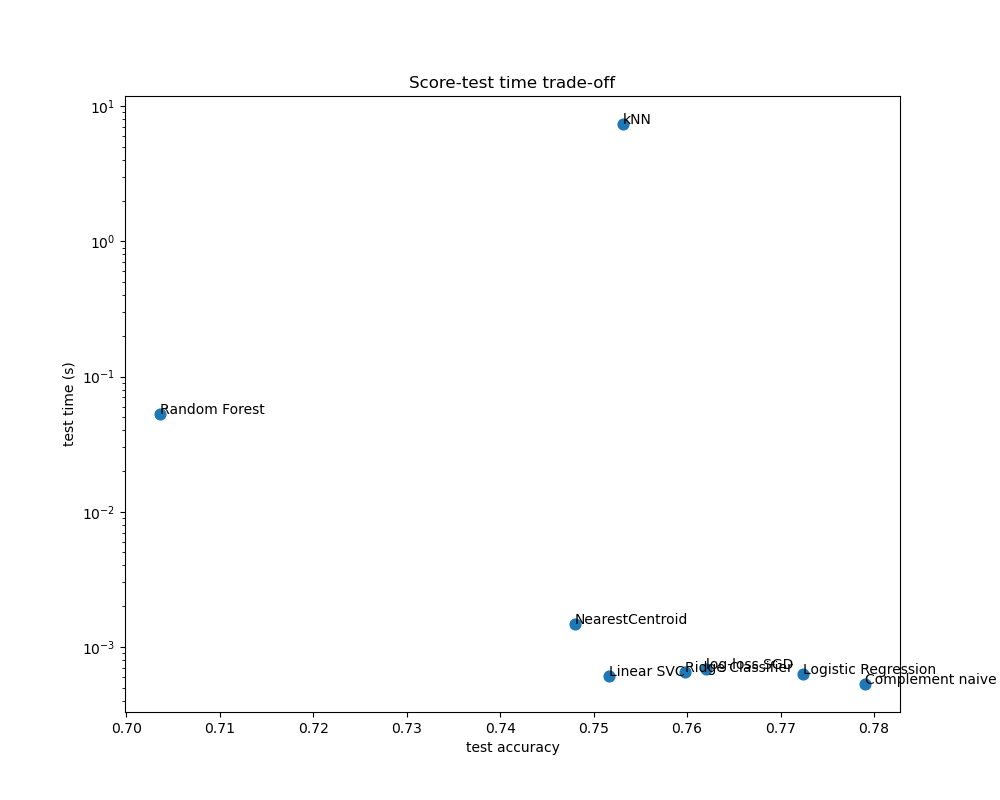 Score-test time trade-off
test time (s)
10¹
10⁰
10⁻¹
10⁻²
10⁻³
kNN
Random Forest
NearestCentroid
Linear SVC
Ridge Classifier
log-loss SGD
Logistic Regression
Complement naive
0.70 0.71 0.72 0.73 0.74 0.75 0.76 0.77 0.78
test accuracy